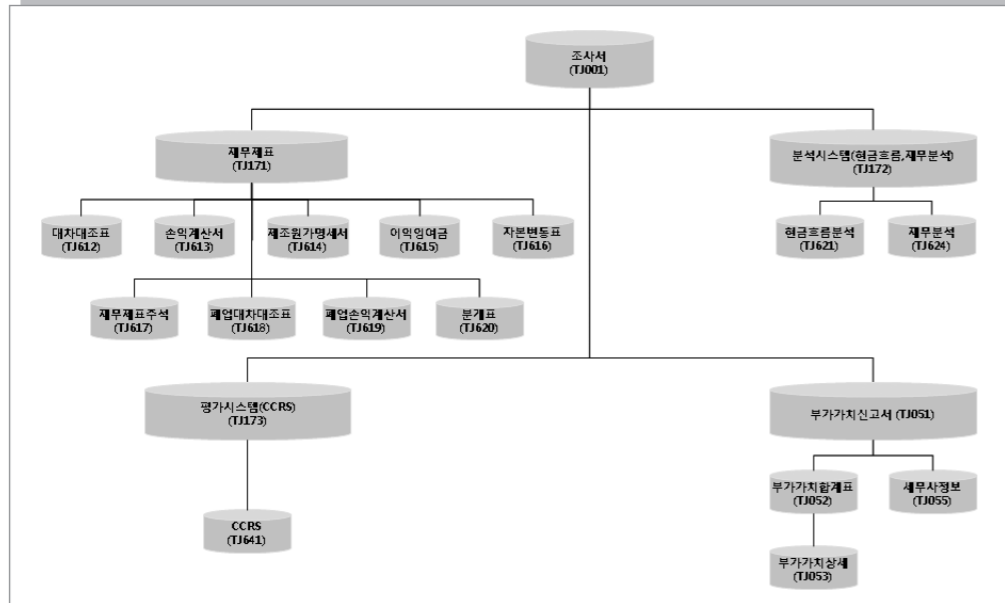 조사서
(TJ001)
재무제표
(TJ171)
분석시스템(현금흐름,재무분석)
(TJ172)
대차대조표
(TJ612)
손익계산서
(TJ613)
제조원가명세서
(TJ614)
이익잉여금
(TJ615)
자본변동표
(TJ616)
현금흐름분석
(TJ621)
재무분석
(TJ624)
재무제표주석
(TJ617)
폐업대차대조표
(TJ618)
폐업손익계산서
(TJ619)
분개표
(TJ620)
평가시스템(CCRS)
(TJ173)
부가가치신고서 (TJ051)
부가가치합계표
(TJ052)
세무사정보
(TJ055)
CCRS
(TJ641)
부가가치상세
(TJ053)